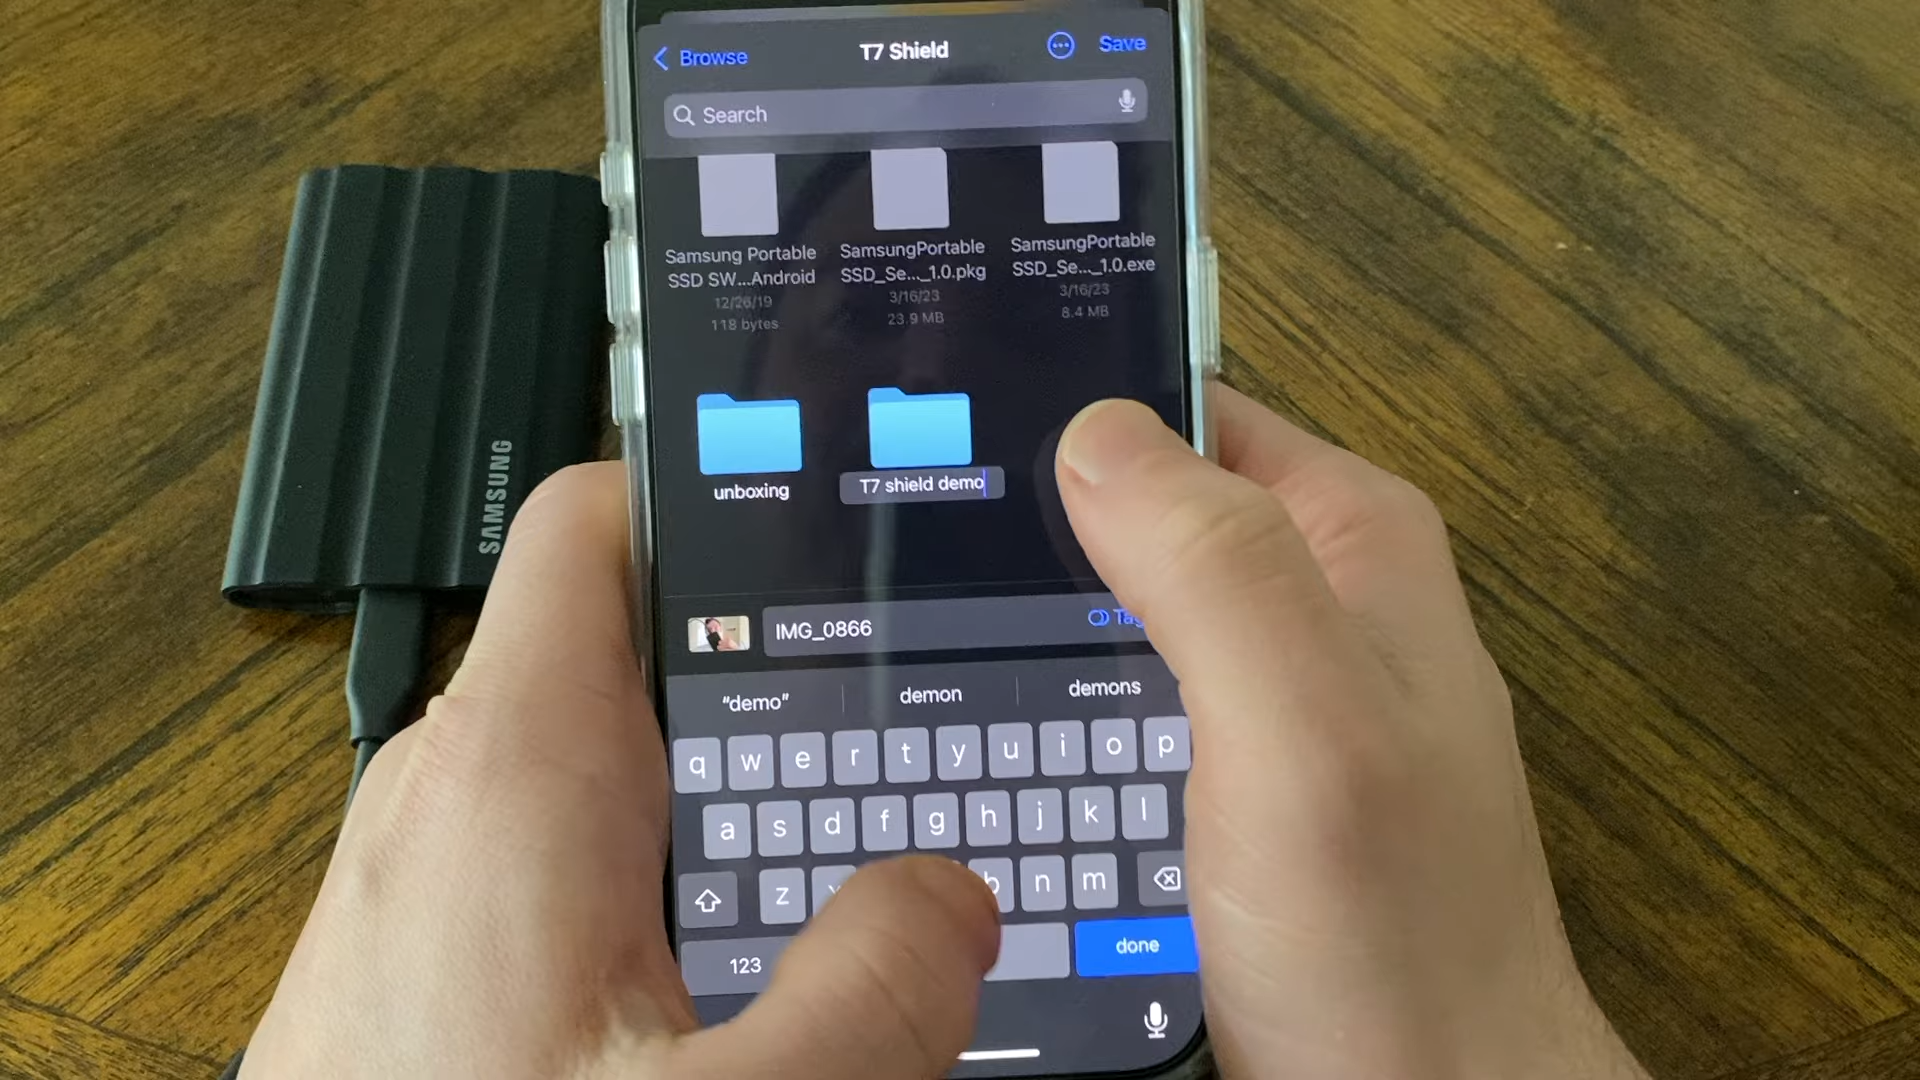 Browse
T7 Shield
Save
Search
Samsung Portable
SSD SW...Android
12/26/19
118 bytes
SamsungPortable
SSD_Se..._1.0.pkg
3/16/23
23.9 MB
SamsungPortable
SSD_Se..._1.0.exe
3/16/23
8.4 MB
unboxing
T7 shield demo
IMG_0866
"demo"
demon
demons
q w e r t y u i o p
a s d f g h j k l
z b n m
123
done
SAMSUNG